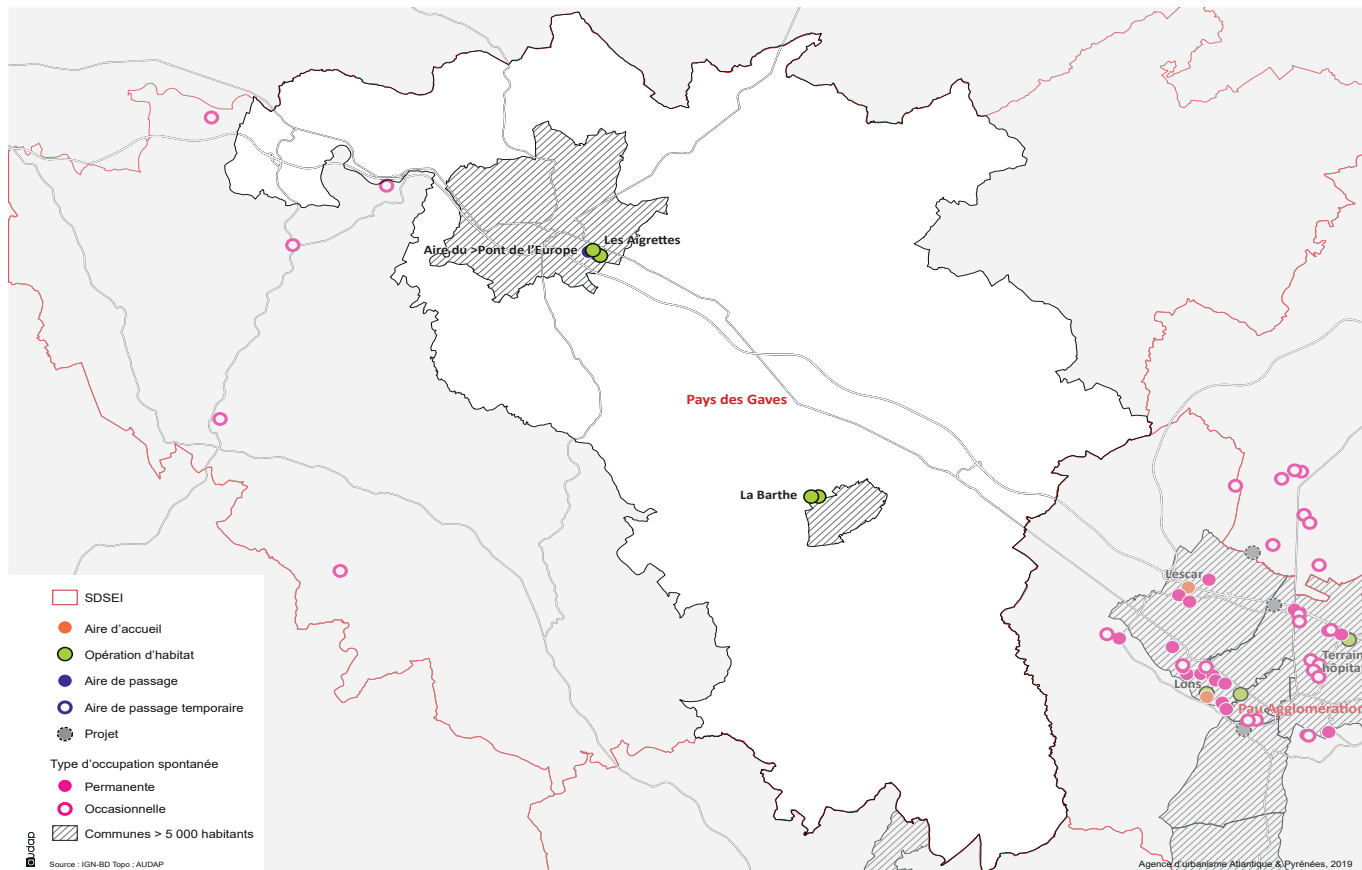 Les Aigrettes
Aire du >Pont de l'Europe
Pays des Gaves
La Barthe
Lescar
Terrain
hôpita
Lons
Pau Agglomération
SDSEI
Aire d'accueil
Opération d'habitat
Aire de passage
Aire de passage temporaire
Projet
Type d'occupation spontanée
Permanente
Occasionnelle
Communes > 5 000 habitants
audap
Source : IGN-BD Topo ; AUDAP
Agence d'urbanisme Atlantique & Pyrénées, 2019